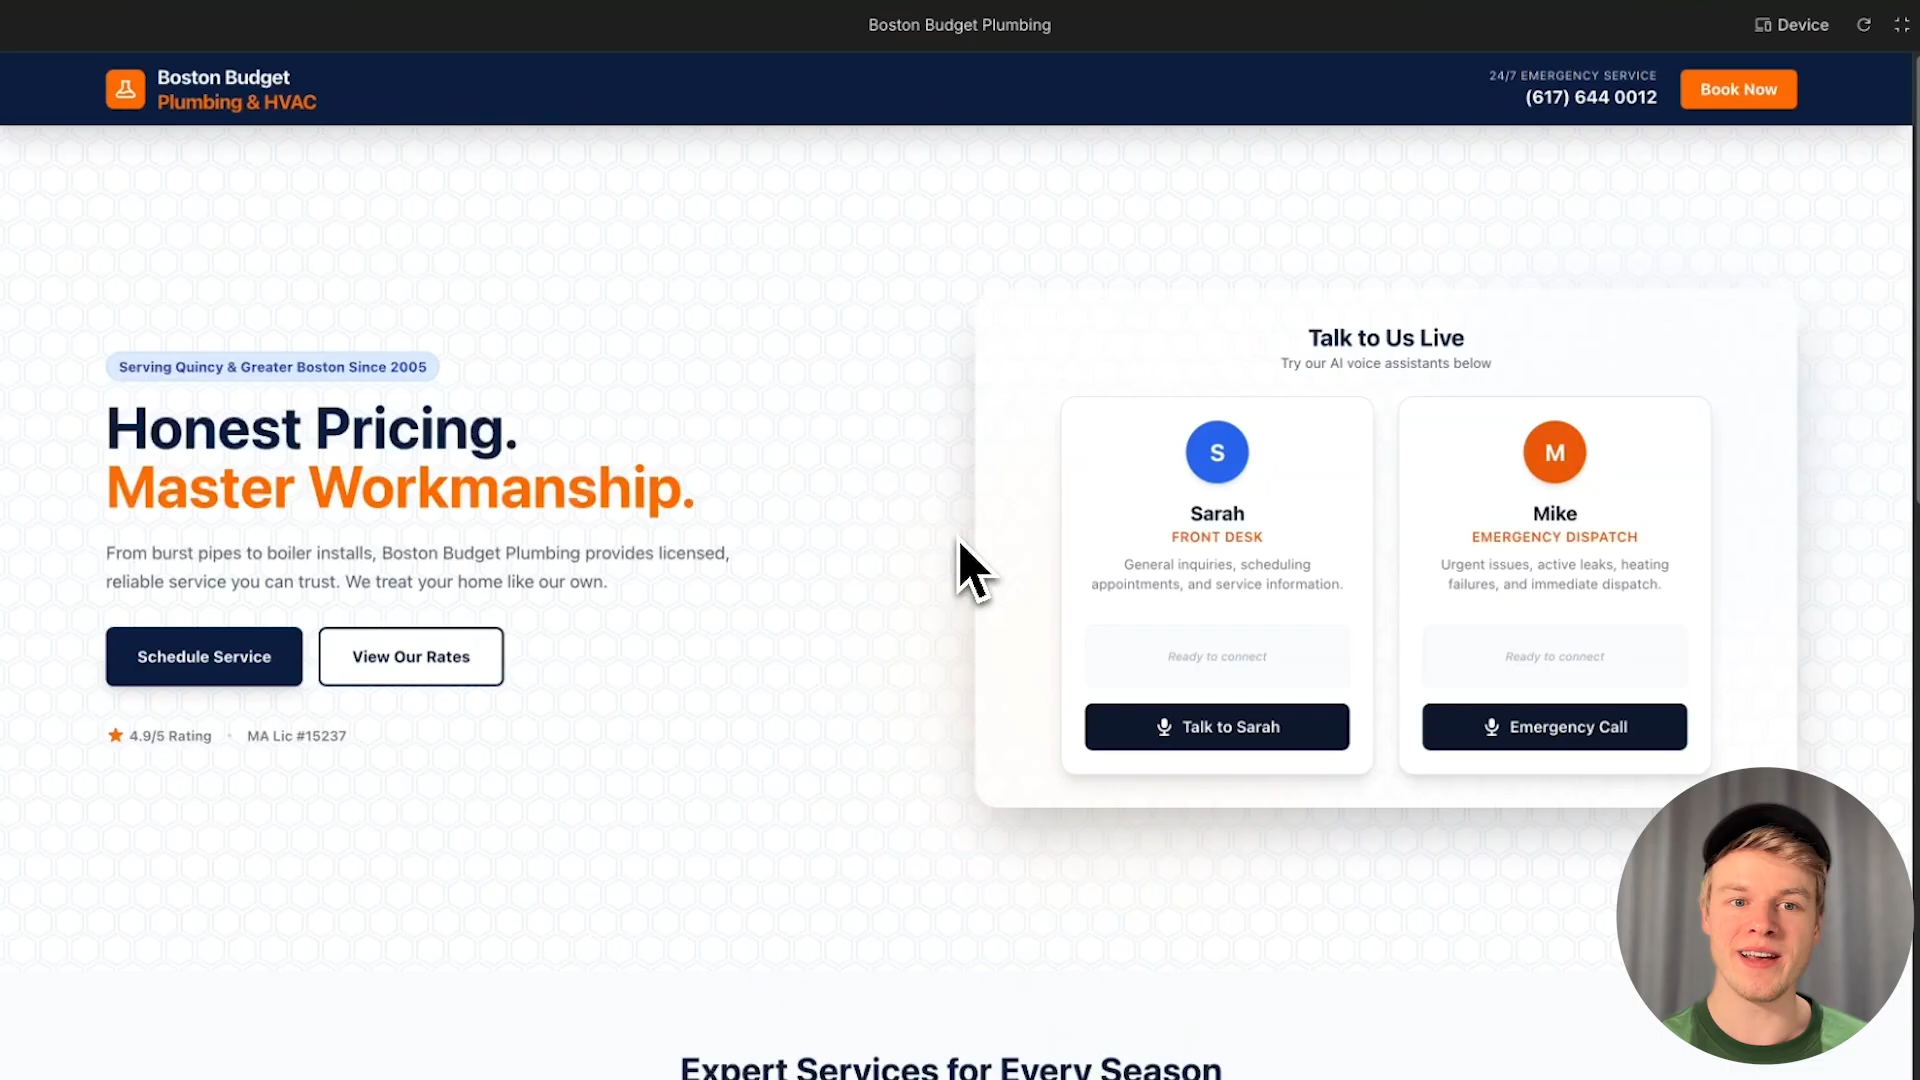 Boston Budget Plumbing
Device
Boston Budget
Plumbing & HVAC
24/7 EMERGENCY SERVICE
(617) 644 0012
Book Now
Serving Quincy & Greater Boston Since 2005
Honest Pricing.
Master Workmanship.
From burst pipes to boiler installs, Boston Budget Plumbing provides licensed,
reliable service you can trust. We treat your home like our own.
Schedule Service
View Our Rates
4.9/5 Rating • MA Lic #15237
Talk to Us Live
Try our AI voice assistants below
S
Sarah
FRONT DESK
General inquiries, scheduling
appointments, and service information.
Ready to connect
Talk to Sarah
M
Mike
EMERGENCY DISPATCH
Urgent issues, active leaks, heating
failures, and immediate dispatch.
Ready to connect
Emergency Call
Expert Services for Every Season